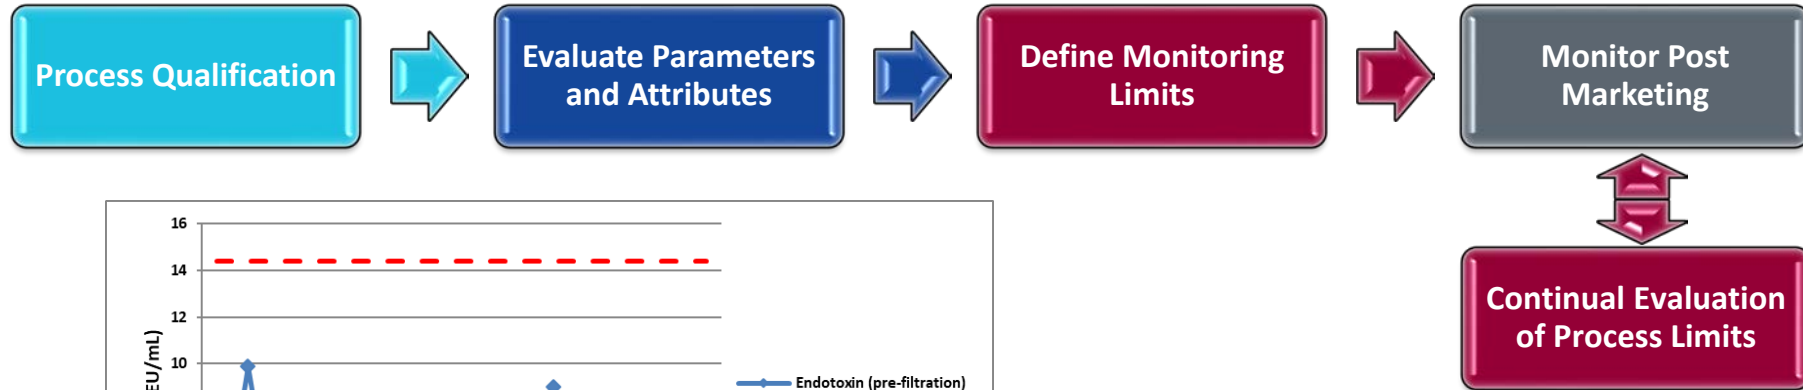 Process Qualification
Evaluate Parameters
and Attributes
Define Monitoring
Limits
Monitor Post
Marketing
Continual Evaluation
of Process Limits
16
14
12
10
EU/mL)
Endotoxin (pre-filtration)